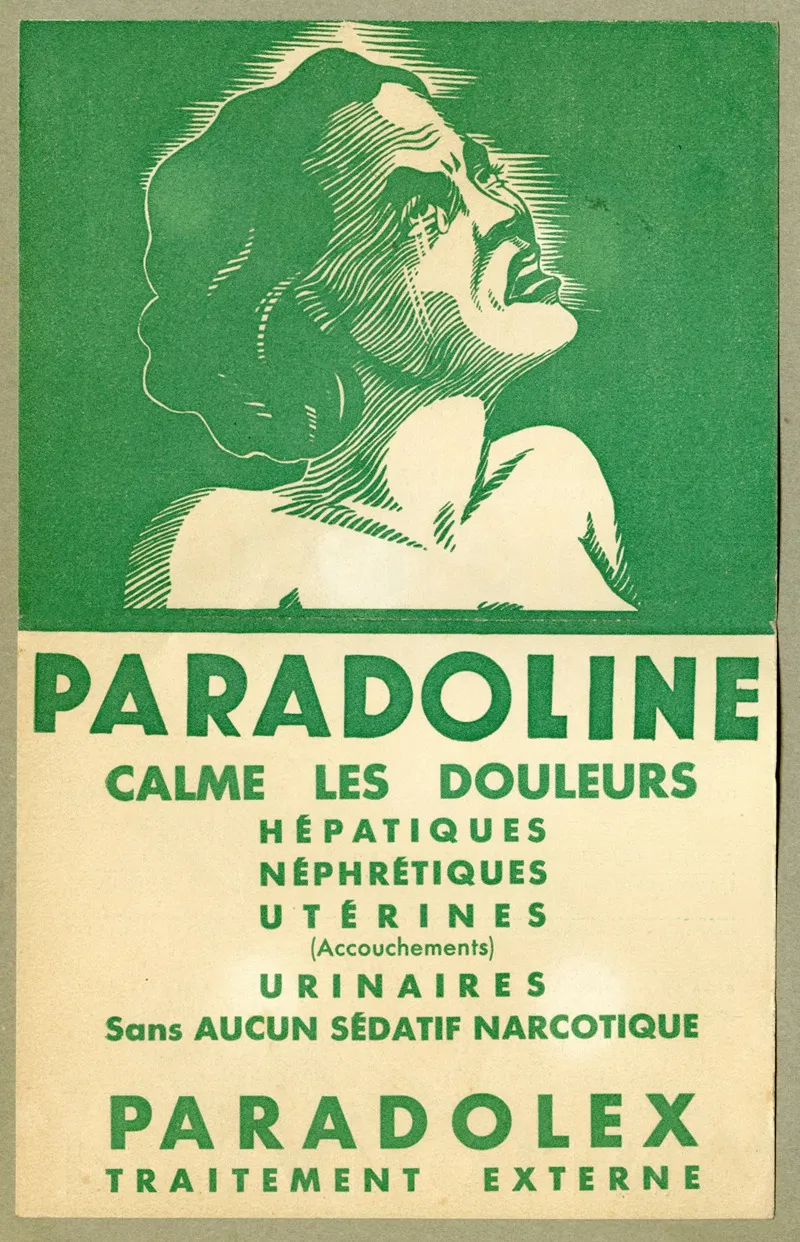 PARADOLINE
CALME LES DOULEURS
HÉPATIQUES
NÉPHRÉTIQUES
UTÉRINES
(Accouchements)
URINAIRES
Sans AUCUN SÉDATIF NARCOTIQUE
PARADOLEX
TRAITEMENT EXTERNE